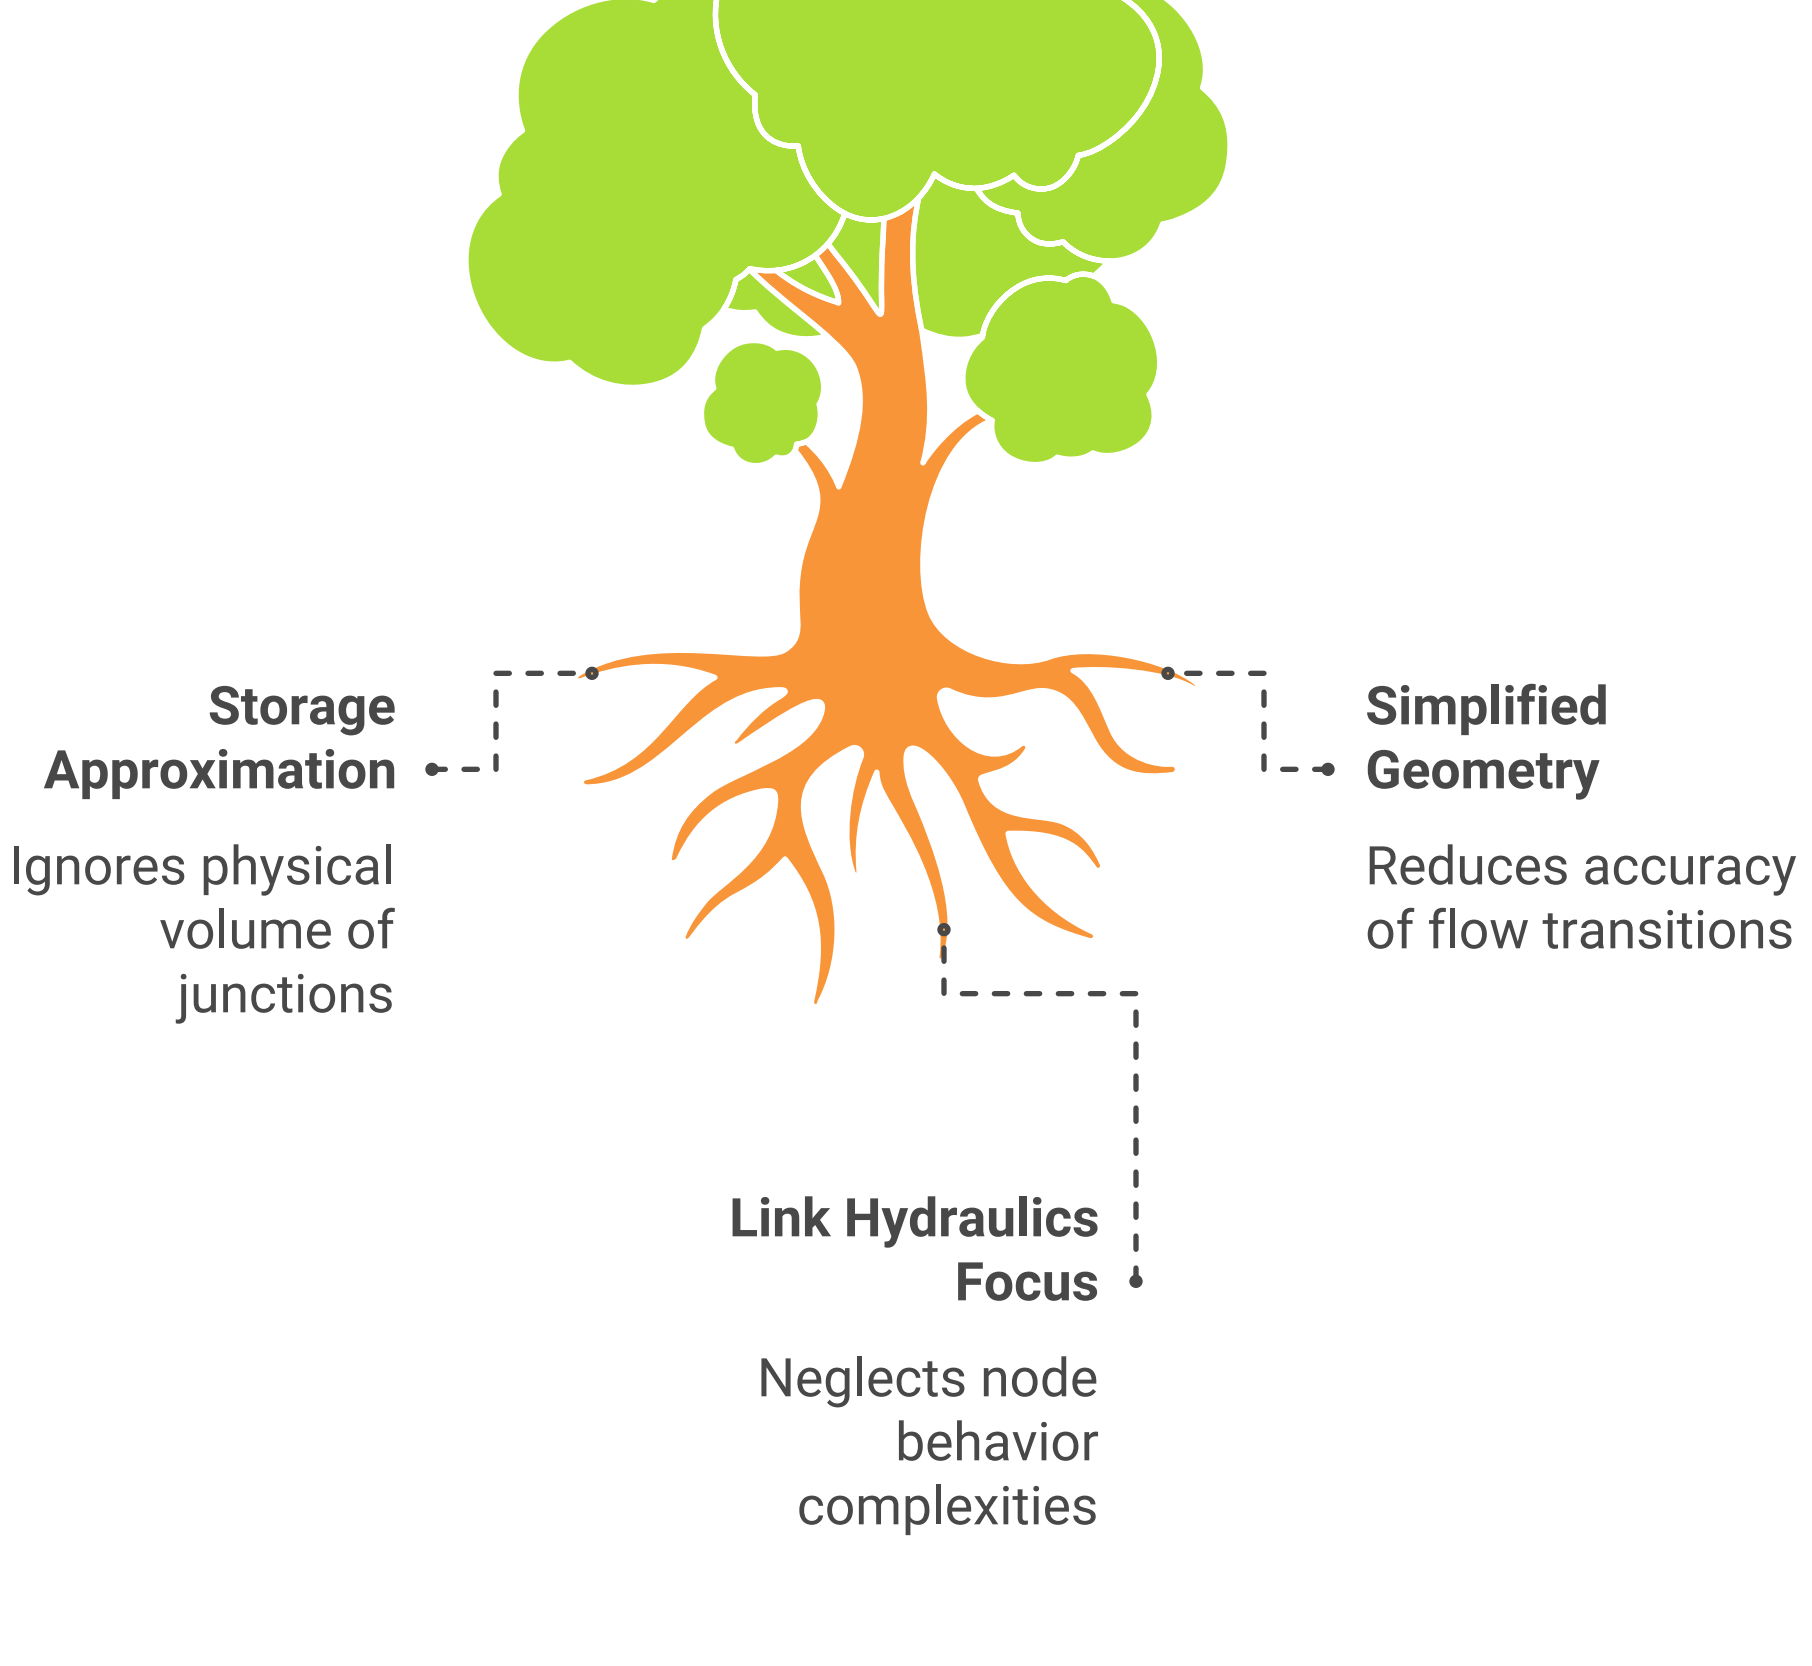 Storage
Approximation
Ignores physical
volume of
junctions
Simplified
Geometry
Reduces accuracy
of flow transitions
Link Hydraulics
Focus
Neglects node
behavior
complexities